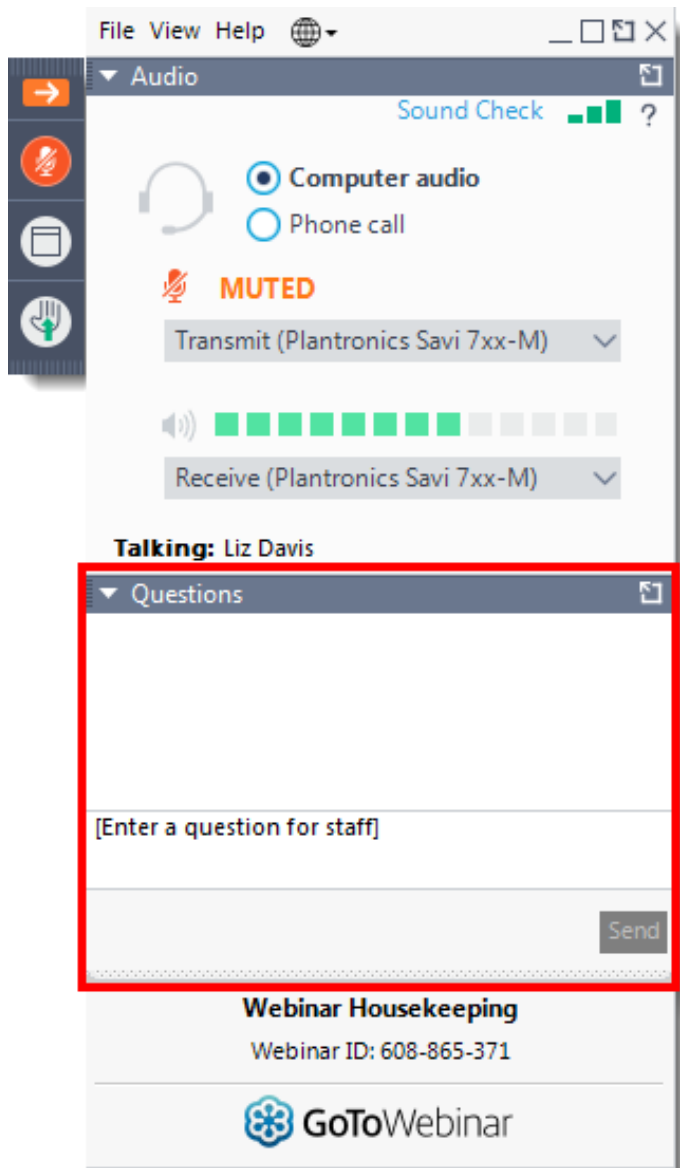 File View Help
Audio
Sound Check ?
Computer audio
Phone call
MUTED
Transmit (Plantronics Savi 7xx-M)
Receive (Plantronics Savi 7xx-M)
Talking: Liz Davis
Questions
[Enter a question for staff]
Send
Webinar Housekeeping
Webinar ID: 608-865-371
GoToWebinar